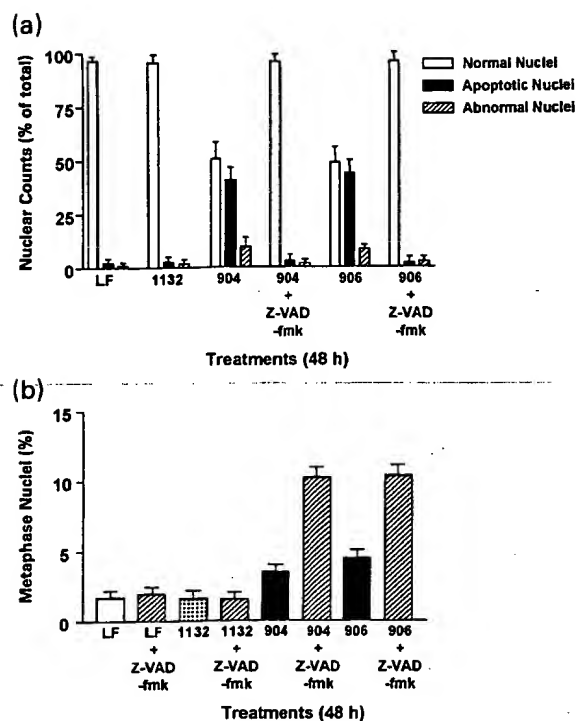 (a)
Nuclear Counts (% of total)
100
75
50
25
0
Normal Nuclei
Apoptotic Nuclei
Abnormal Nuclei
LF 1132 904 904 906 906
+ +
Z-VAD Z-VAD
-fmk -fmk
Treatments (48 h)
(b)
Metaphase Nuclei (%)
15
10
5
0
LF LF 1132 1132 904 904 906 906
+ + + +
Z-VAD Z-VAD Z-VAD Z-VAD
-fmk -fmk -fmk -fmk
Treatments (48 h)